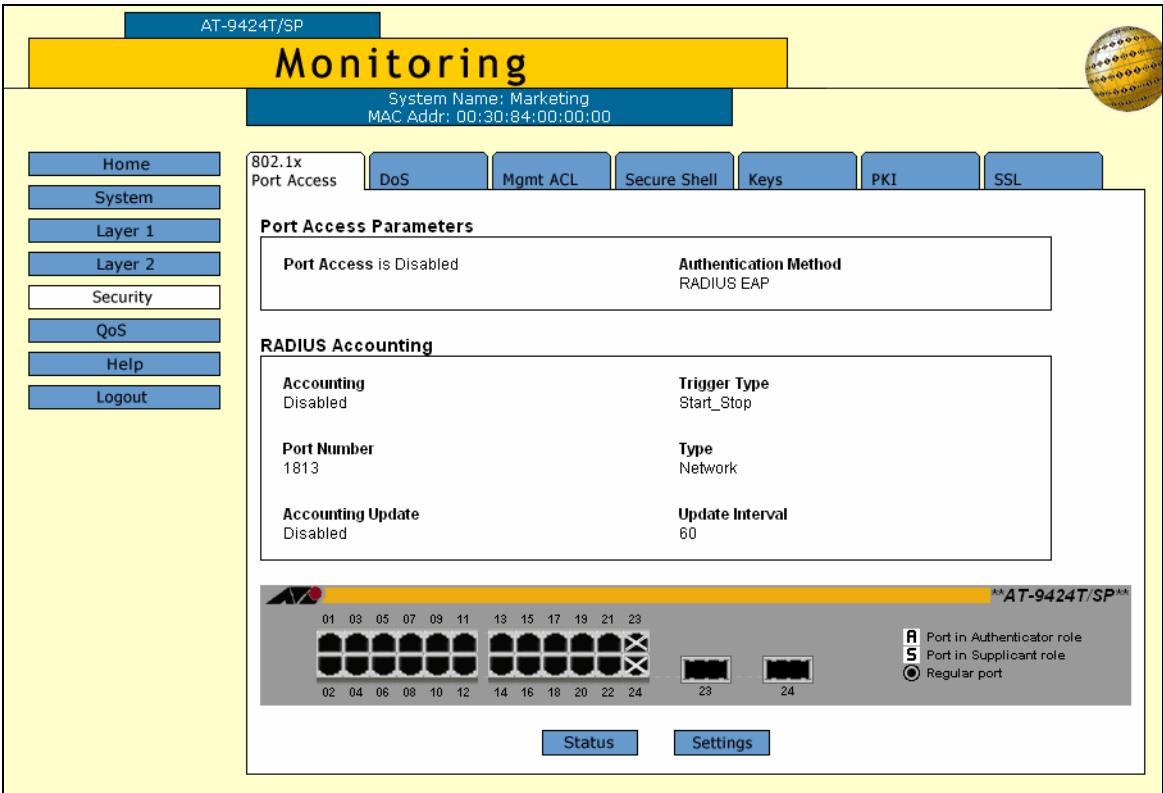 AT-9424T/SP
Monitoring
System Name: Marketing
MAC Addr: 00:30:84:00:00:00
Home
System
Layer 1
Layer 2
Security
QoS
Help
Logout
802.1x
Port Access
DoS
Mgmt ACL
Secure Shell
Keys
PKI
SSL
Port Access Parameters
Port Access is Disabled
Authentication Method
RADIUS EAP
RADIUS Accounting
Accounting
Disabled
Trigger Type
Start_Stop
Port Number
1813
Type
Network
Accounting Update
Disabled
Update Interval
60
**AT-9424T/SP**
01 03 05 07 09 11 13 15 17 19 21 23
02 04 06 08 10 12 14 16 18 20 22 24
23
24
A Port in Authenticator role
S Port in Supplicant role
Regular port
Status
Settings